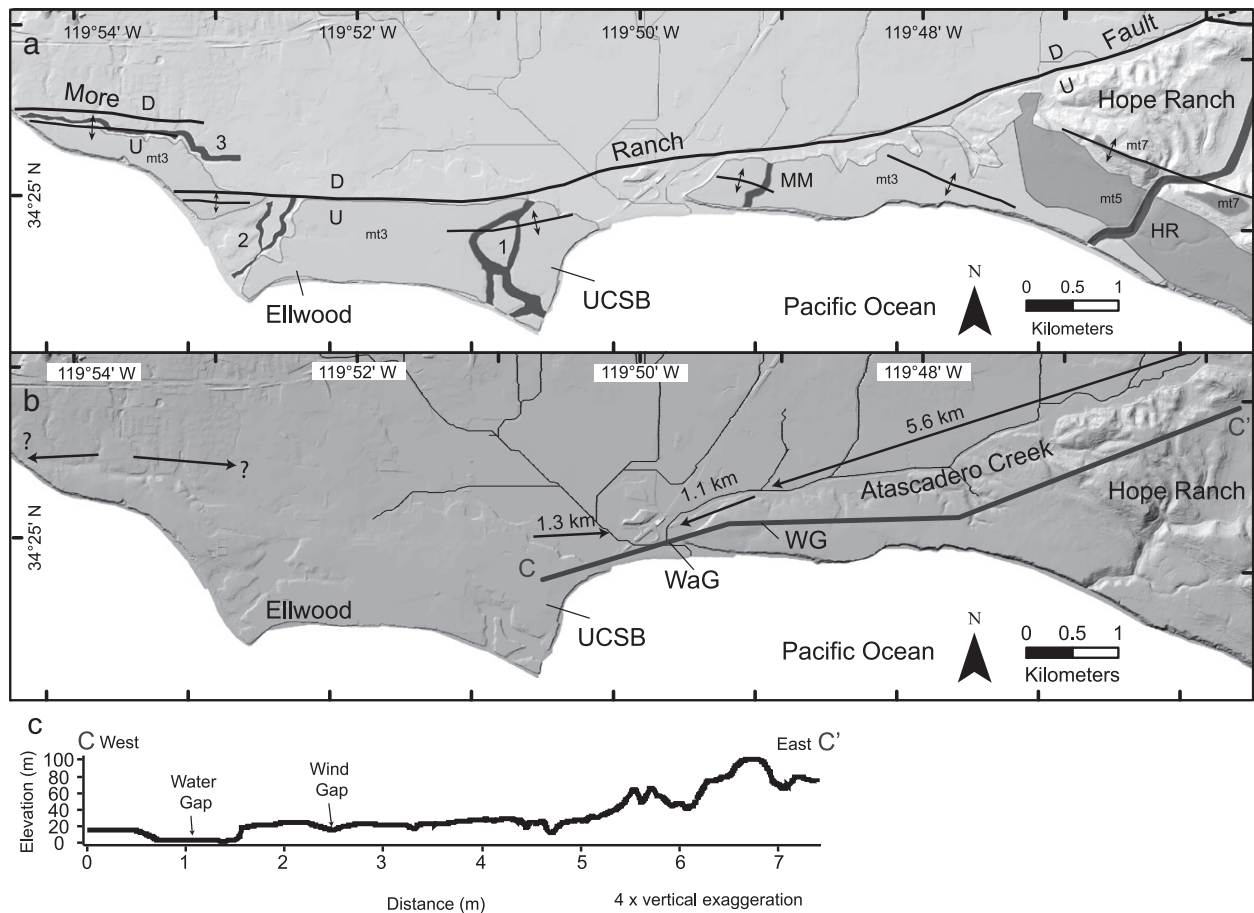 a
119°54' W
119°52' W
119°50' W
119°48' W
D
Fault
U
Hope Ranch
More
D
3
U
mt3
mt7
Ranch
D
MM
mt3
34°25' N
U
mt5
mt7
2
mt3
1
HR
Ellwood
UCSB
Pacific Ocean
N
0 0.5 1
Kilometers
b
119°54' W
119°52' W
119°50' W
119°48' W
5.6 km
C'
?
?
1.1 km
Atascadero Creek
Hope Ranch
1.3 km
34°25' N
WG
C
WaG
Ellwood
UCSB
Pacific Ocean
N
0 0.5 1
Kilometers
c
C West
East C'
Elevation (m)
100
80
60
40
20
0
Water
Gap
Wind
Gap
0 1 2 3 4 5 6 7
Distance (m)
4 x vertical exaggeration